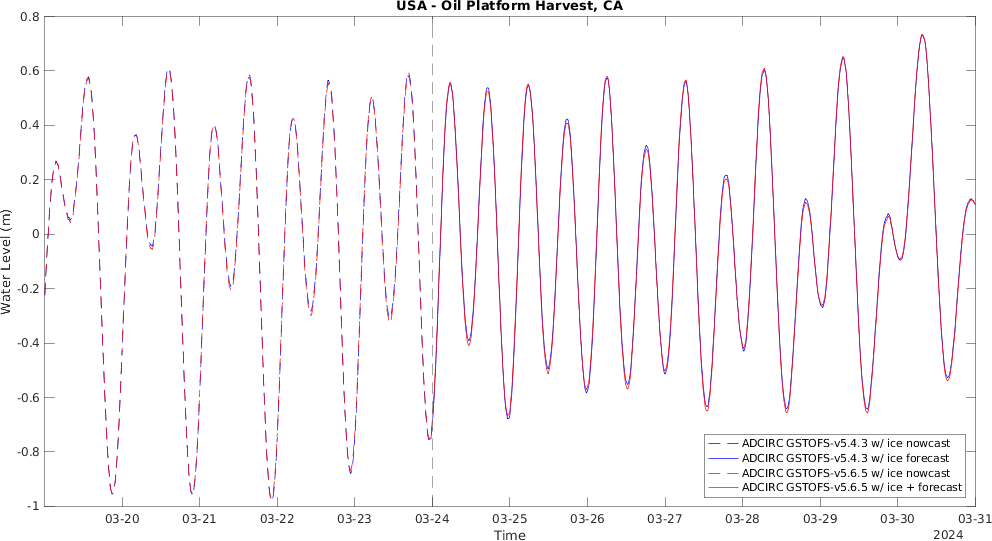 USA - Oil Platform Harvest, CA
0.8
0.6
0.4
0.2
0
-0.2
-0.4
-0.6
-0.8
-1
Water Level (m)
ADCIRC GSTOFS-v5.4.3 w/ ice nowcast
ADCIRC GSTOFS-v5.4.3 w/ ice forecast
ADCIRC GSTOFS-v5.6.5 w/ ice nowcast
ADCIRC GSTOFS-v5.6.5 w/ ice + forecast
03-20 03-21 03-22 03-23 03-24 03-25 03-26 03-27 03-28 03-29 03-30 03-31
Time
2024